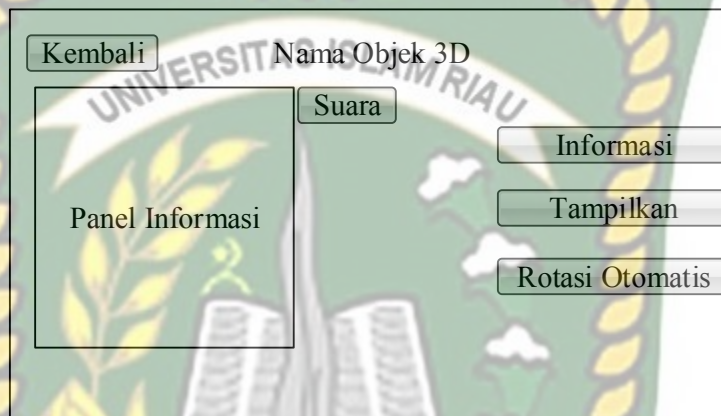 Kembali
Nama Objek 3D
UNIVERSITAS ISLAM RIAU
Suara
Informasi
Panel Informasi
Tampilkan
Rotasi Otomatis